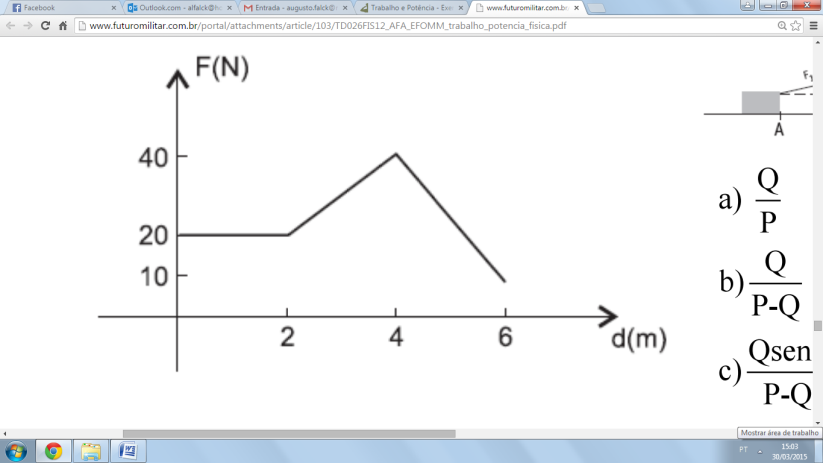 Facebook
Outlook.com - alfalck@h
Entrada - augusto.falck@
Trabalho e Potência - Exe
www.futuromilitar.com.b
www.futuromilitar.com.br/portal/attachments/article/103/TD026FIS12_AFA_EFOMM_trabalho_potencia_fisica.pdf
F(N)
40
20
10
2 4 6 d(m)
F
A
a) Q
P
b) Q
P-Q
c) Qsen
P-Q
Mostrar área de trabalho
PT
15:03
30/03/2015